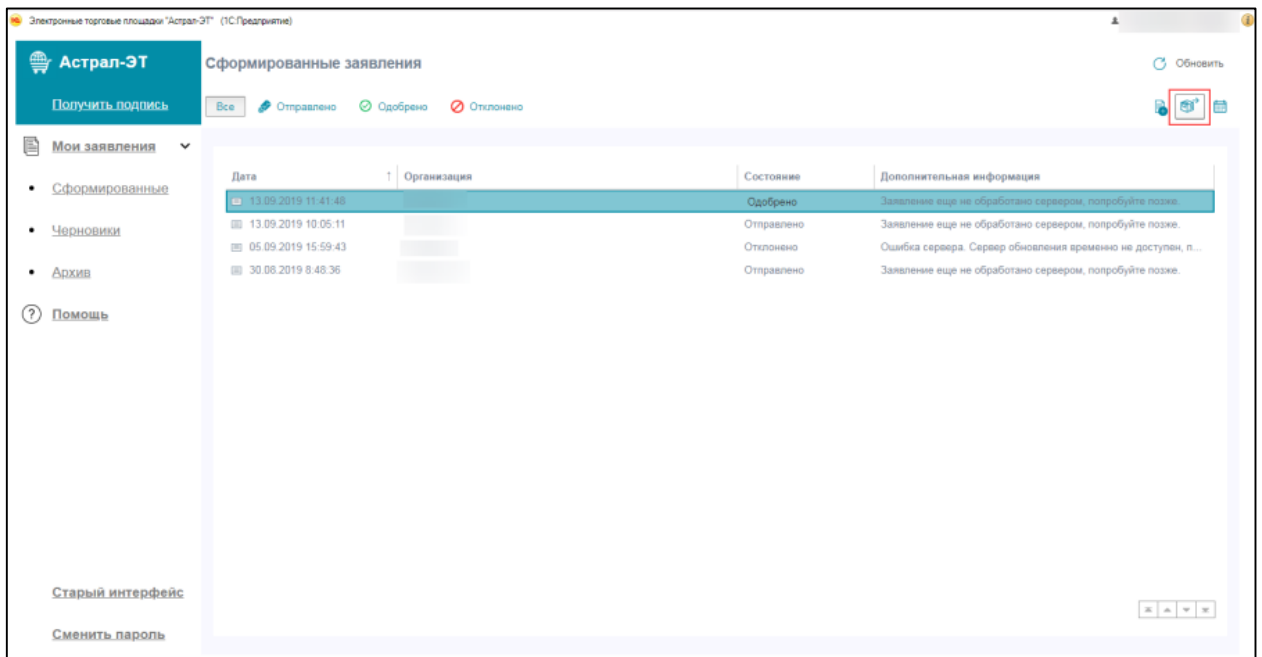 Электронные торговые площадки "Астрал-ЭТ" (1С:Предприятие)
Астрал-ЭТ
Сформированные заявления
Обновить
Получить подпись
Все Отправлено Одобрено Отклонено
Мои заявления
Дата ↑ Организация Состояние Дополнительная информация
Сформированные
13.09.2019 11:41:48 Одобрено Заявление еще не обработано сервером, попробуйте позже.
13.09.2019 10:05:11 Отправлено Заявление еще не обработано сервером, попробуйте позже.
Черновики
05.09.2019 15:59:43 Отклонено Ошибка сервера. Сервер обновления временно не доступен, п...
Архив
30.08.2019 8:48:36 Отправлено Заявление еще не обработано сервером, попробуйте позже.
? Помощь
Старый интерфейс
Сменить пароль